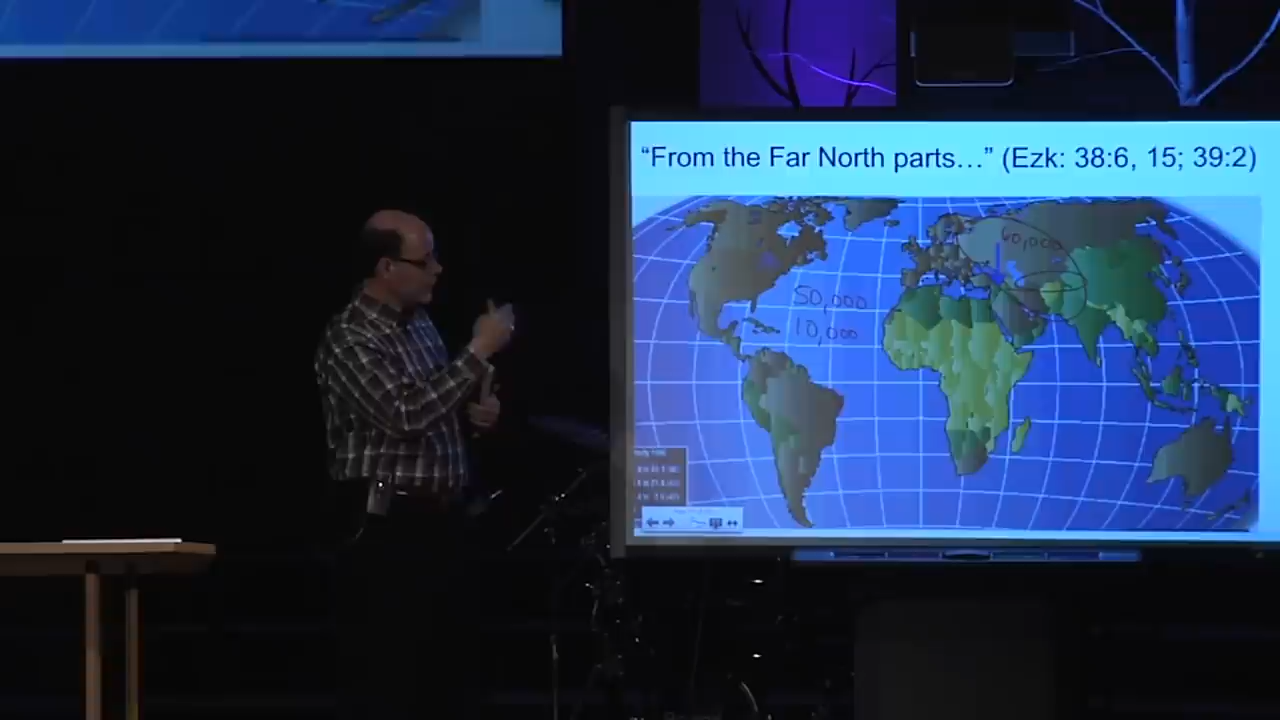 “From the Far North parts…” (Ezk: 38:6, 15; 39:2)
60,000
50,000
10,000